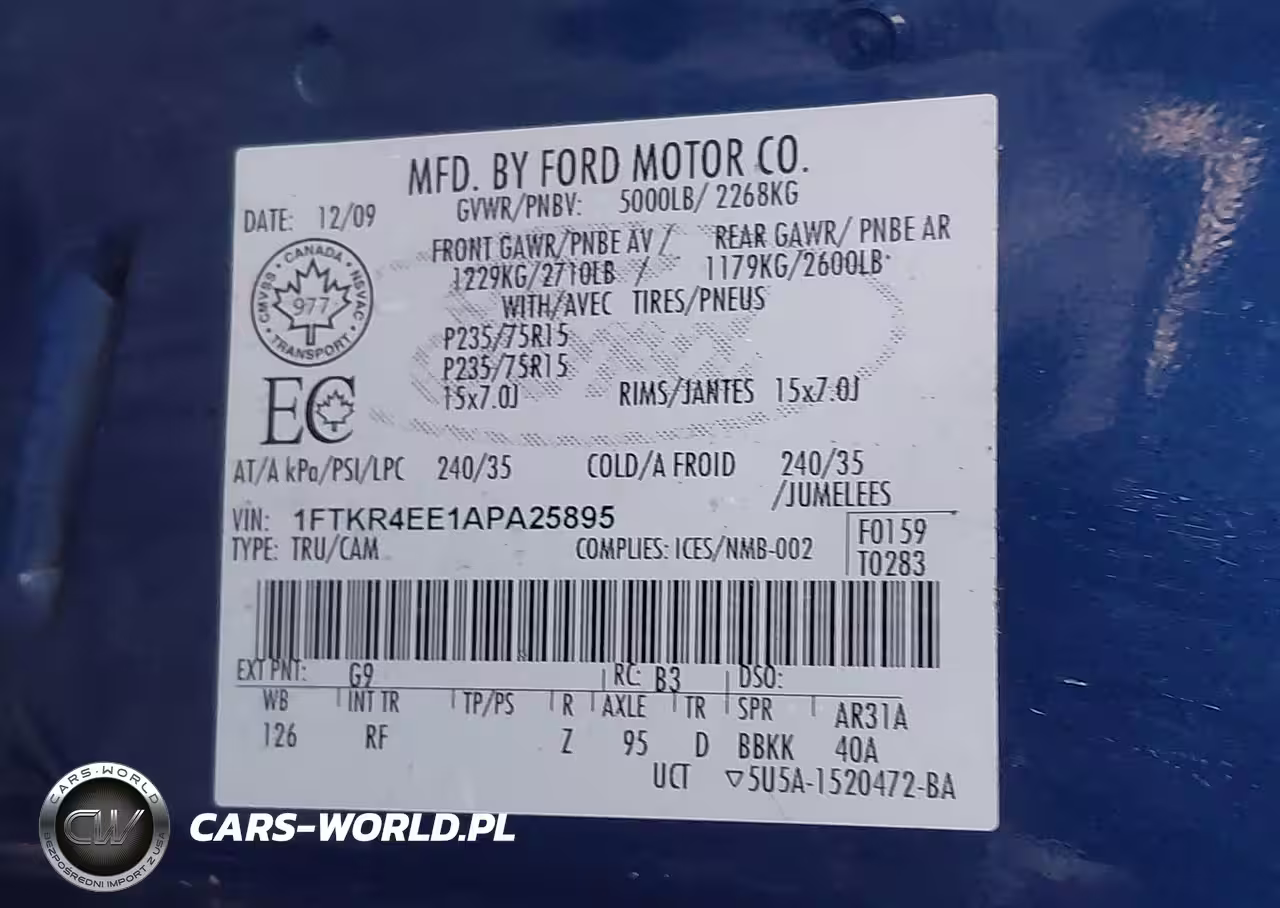 MFD. BY FORD MOTOR CO.
DATE: 12/09 GVWR/PNBV: 5000LB/ 2268KG
FRONT GAWR/PNBE AV / REAR GAWR/ PNBE AR
1229KG/2710LB / 1179KG/2600LB
WITH/AVEC TIRES/PNEUS
P235/75R15
P235/75R15
15x7.0J RIMS/JANTES 15x7.0J
CANADA
CMVSS NSVAC
977
TRANSPORT
EC
AT/A kPa/PSI/LPC 240/35 COLD/A FROID 240/35
/JUMELEES
VIN: 1FTKR4EE1APA25895
TYPE: TRU/CAM COMPLIES: ICES/NMB-002
F0159
T0283
EXT PNT: G9 RC: B3 DSO:
WB INT TR TP/PS R AXLE TR SPR AR31A
126 RF Z 95 D BBKK 40A
UCT ▽5U5A-1520472-BA
CARS-WORLD
CW
BEZPOŚREDNI IMPORT Z USA
CARS-WORLD.PL